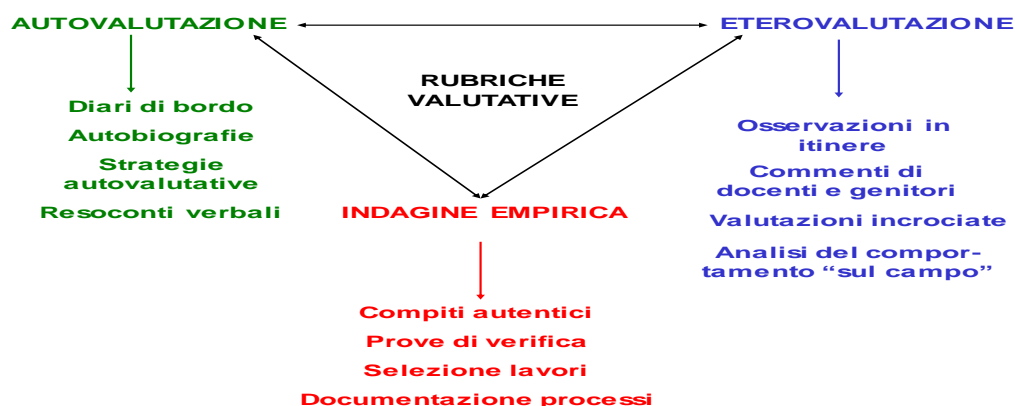 AUTOVALUTAZIONE
ETEROVALUTAZIONE
RUBRICHE
VALUTATIVE
Diari di bordo
Autobiografie
Strategie
autovalutative
Resoconti verbali
Osservazioni in
itinere
Commenti di
docenti e genitori
Valutazioni incrociate
Analisi del compor-
tamento “sul campo”
INDAGINE EMPIRICA
Compiti autentici
Prove di verifica
Selezione lavori
Documentazione processi